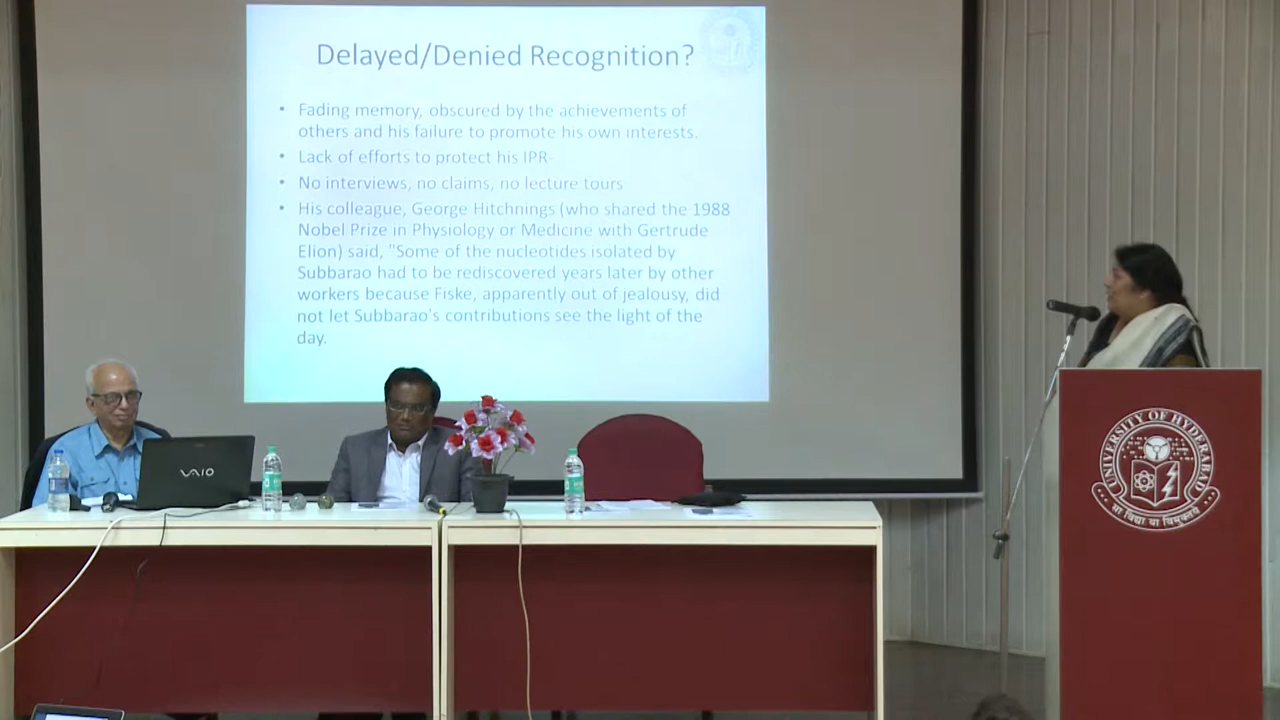 Delayed/Denied Recognition?
• Fading memory, obscured by the achievements of
others and his failure to promote his own interests.
• Lack of efforts to protect his IPR-
• No interviews, no claims, no lecture tours
• His colleague, George Hitchnings (who shared the 1988
Nobel Prize in Physiology or Medicine with Gertrude
Elion) said, "Some of the nucleotides isolated by
Subbarao had to be rediscovered years later by other
workers because Fiske, apparently out of jealousy, did
not let Subbarao's contributions see the light of the
day.
VAIO
UNIVERSITY OF HYDERABAD
सा विद्या या विमुक्तये